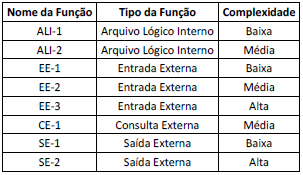 Nome da Função Tipo da Função Complexidade
ALI-1 Arquivo Lógico Interno Baixa
ALI-2 Arquivo Lógico Interno Média
EE-1 Entrada Externa Baixa
EE-2 Entrada Externa Média
EE-3 Entrada Externa Alta
CE-1 Consulta Externa Média
SE-1 Saída Externa Baixa
SE-2 Saída Externa Alta